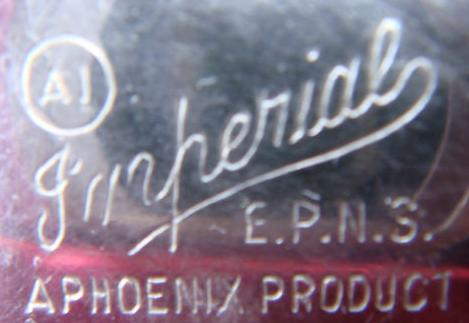 A1
Imperial
E.P.N.S.
A PHOENIX PRODUCT